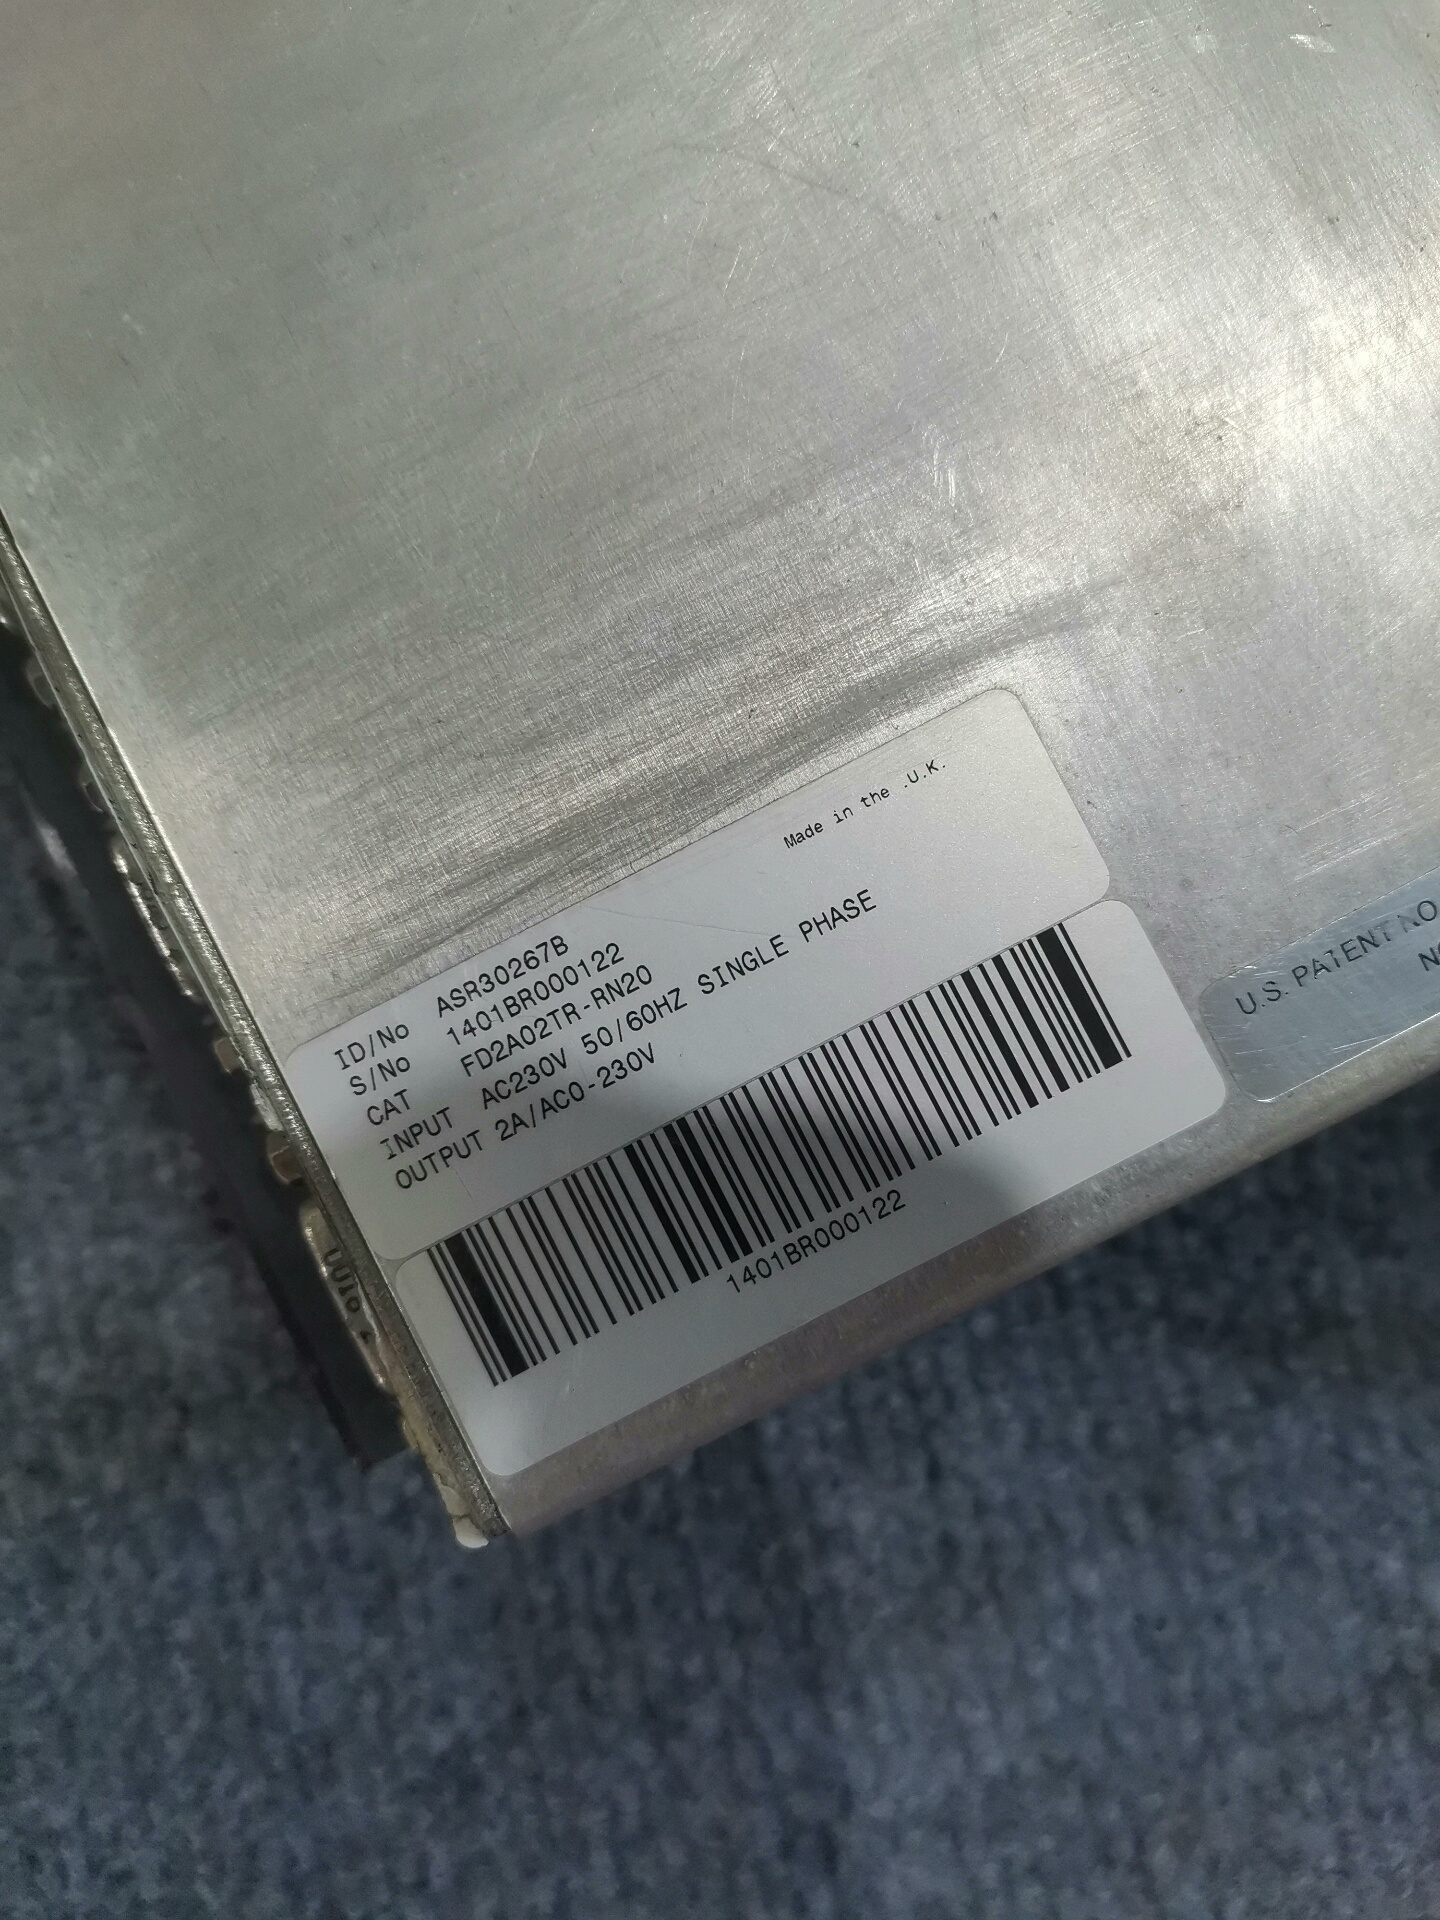 Made in the .U.K.
ID/No ASR30267B
S/No 1401BR000122
CAT FD2A02TR-RN20
INPUT AC230V 50/60HZ SINGLE PHASE
OUTPUT 2A/AC0-230V
1401BR000122
U.S. PATENT NO